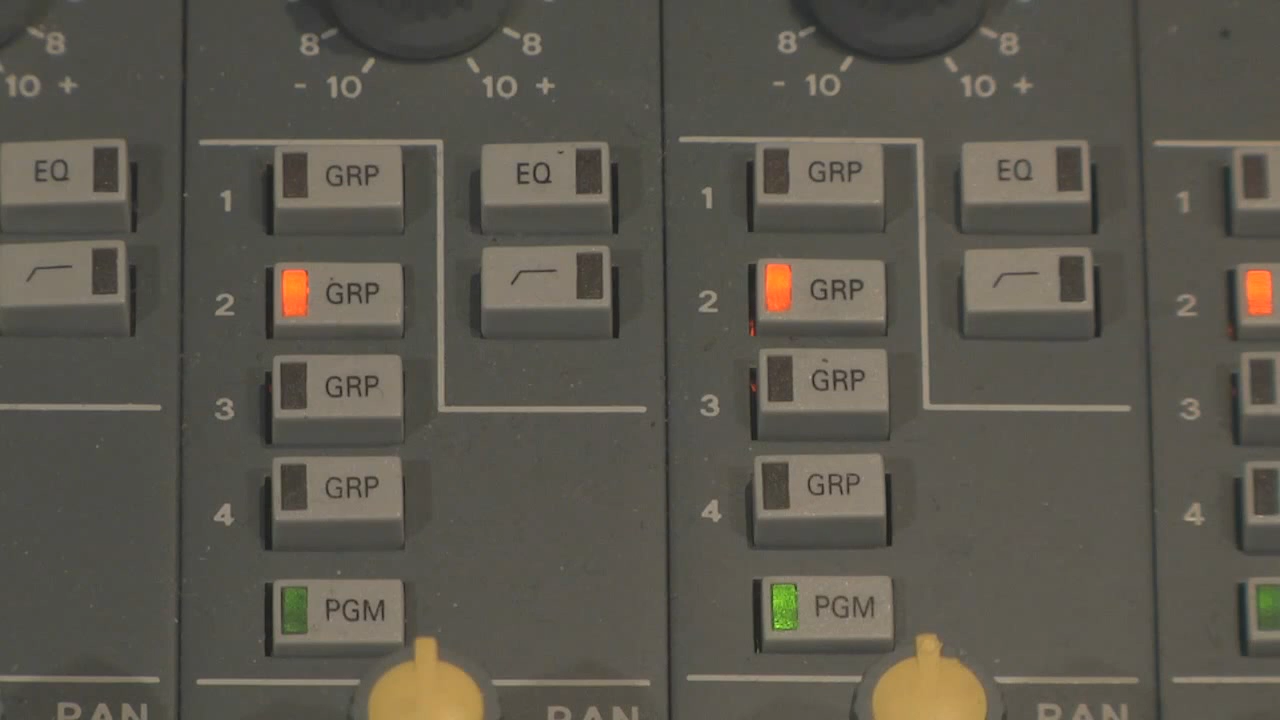 8 8 8 8 8
10 + - 10 10 + - 10 10 +
EQ 1 GRP EQ 1 GRP EQ 1
2 GRP 2 GRP 2
3 GRP 3 GRP 3
4 GRP 4 GRP 4
PGM PGM
PAN PAN PAN